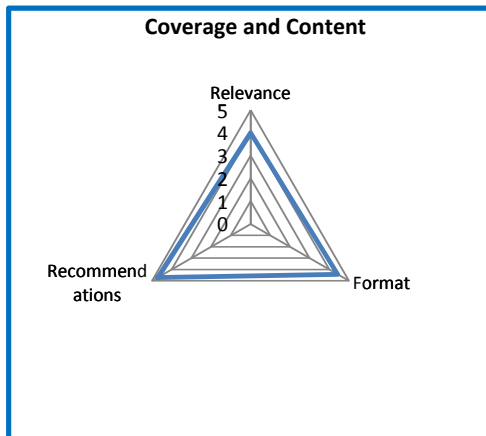 Coverage and Content
Relevance
5
4
3
2
1
0
Recommend
ations
Format